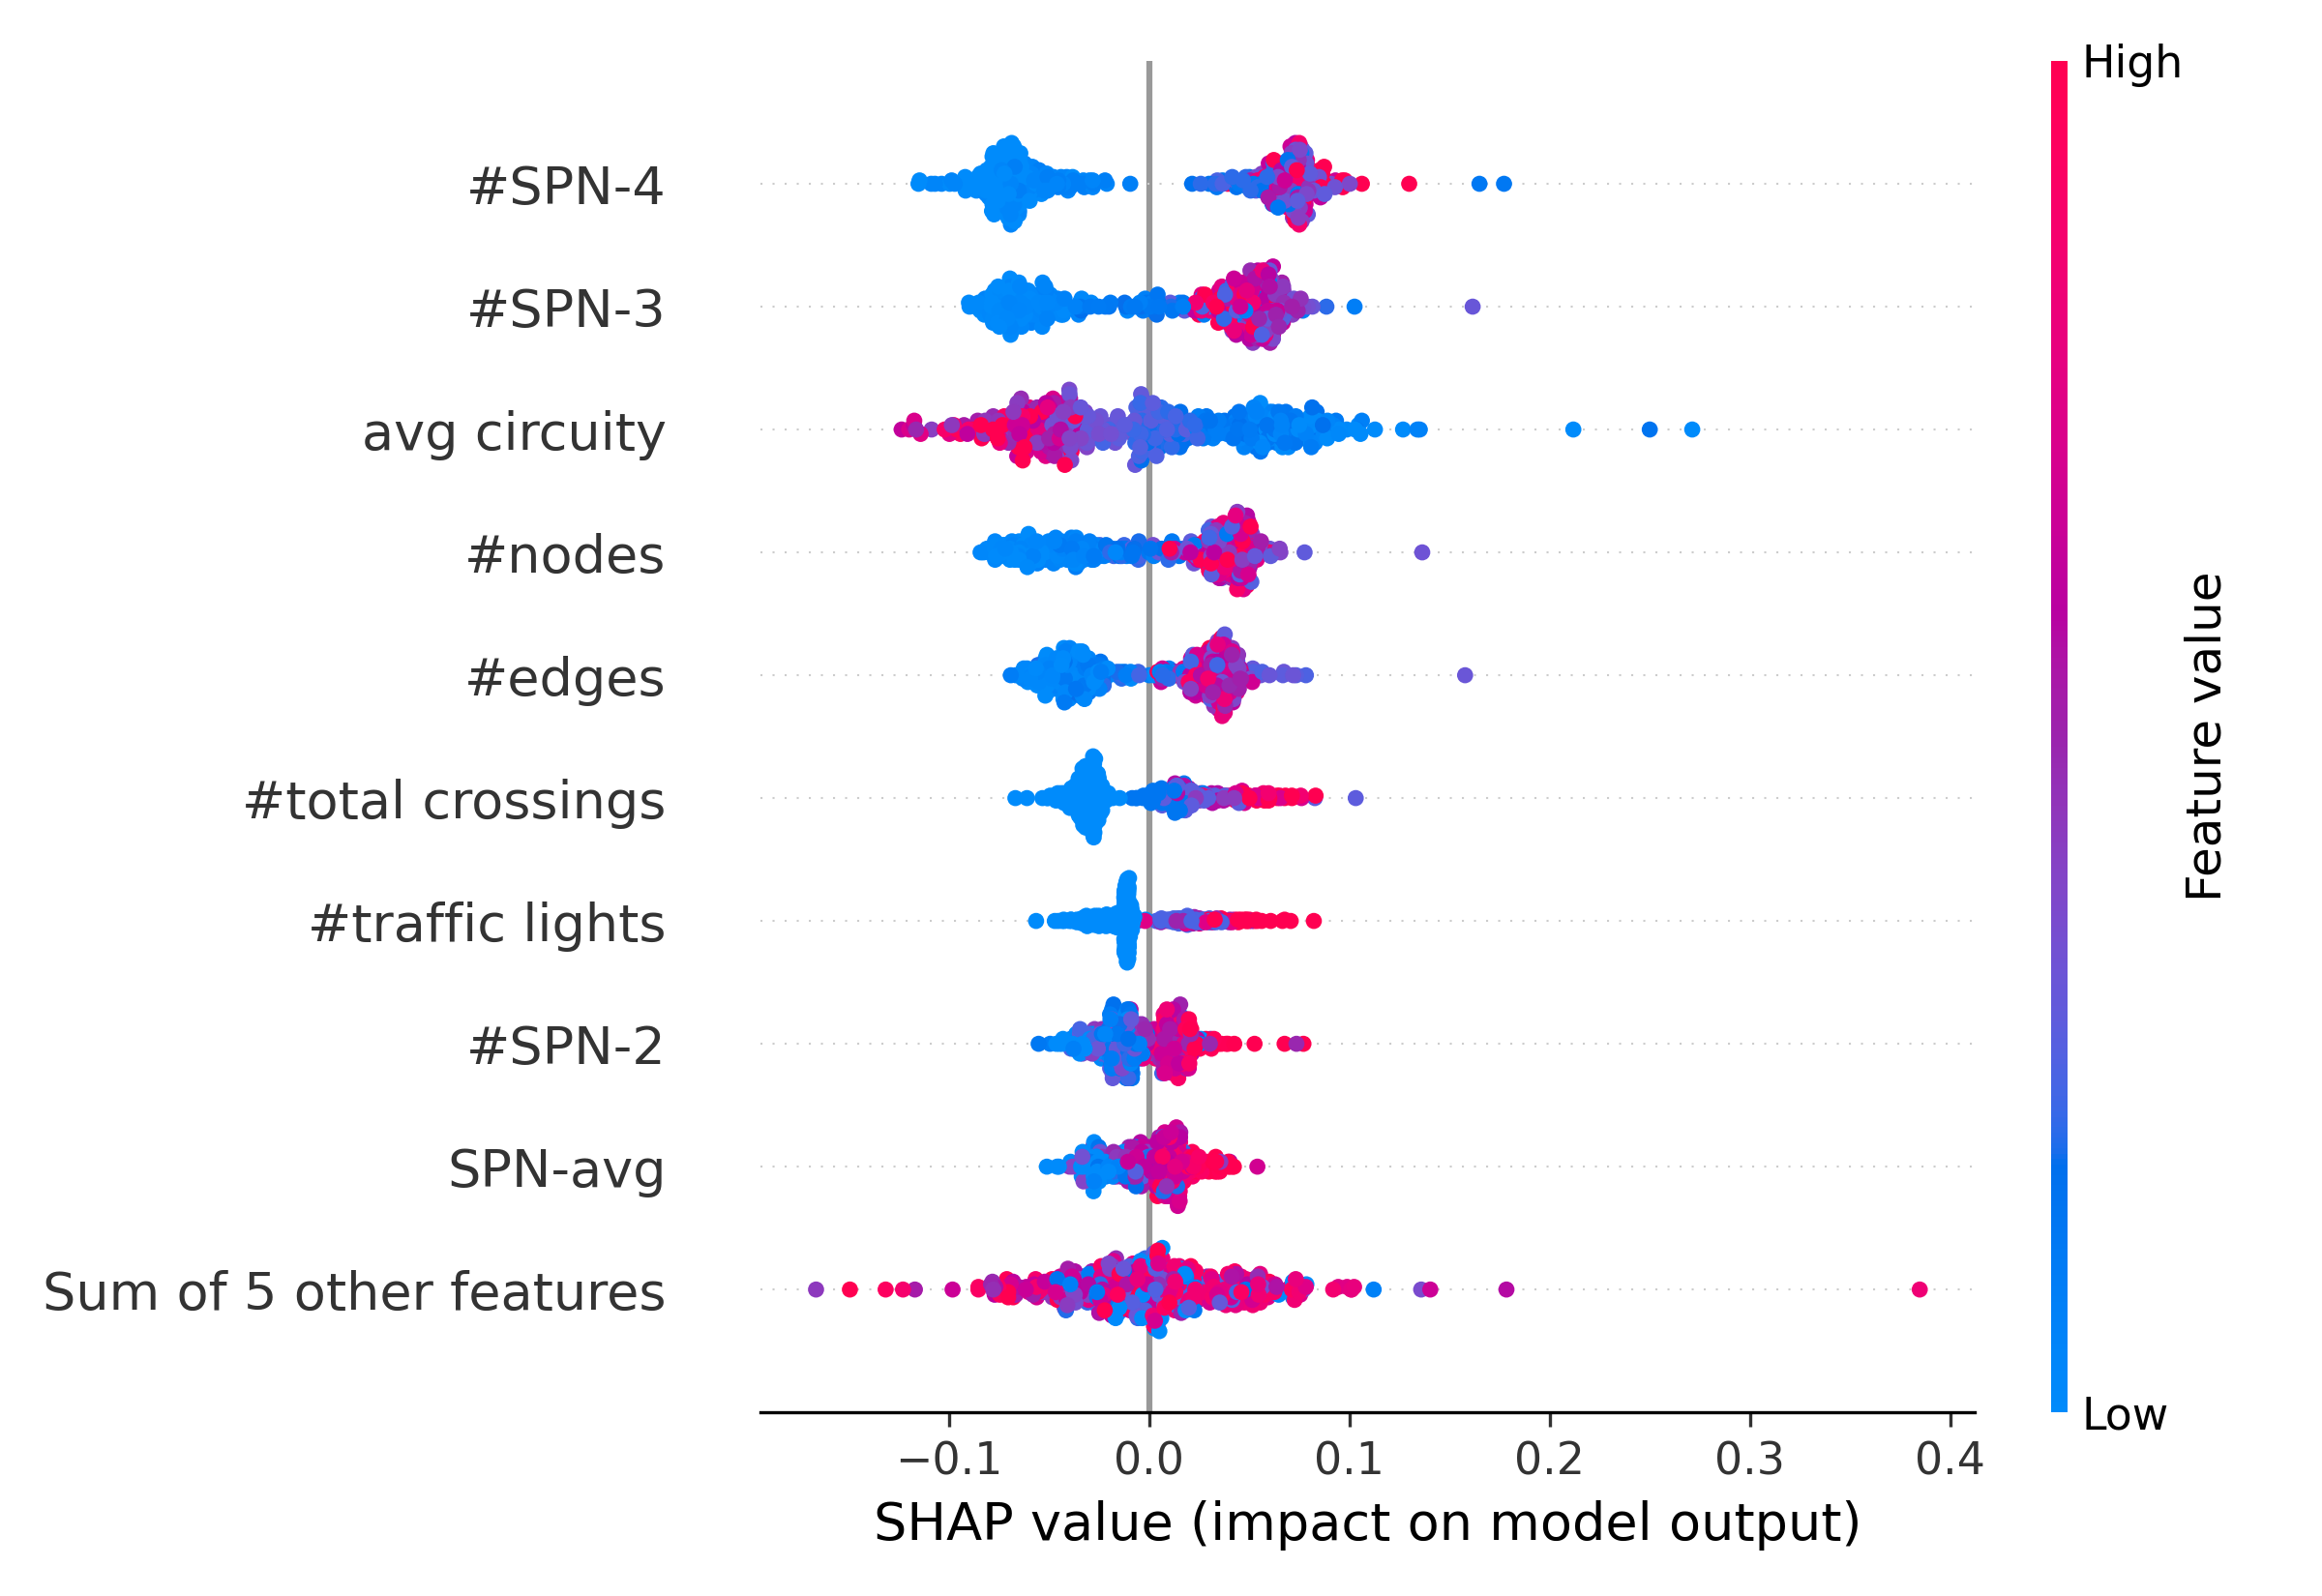 High
#SPN-4
#SPN-3
avg circuity
#nodes
#edges
#total crossings
#traffic lights
#SPN-2
SPN-avg
Sum of 5 other features
Feature value
Low
−0.1 0.0 0.1 0.2 0.3 0.4
SHAP value (impact on model output)